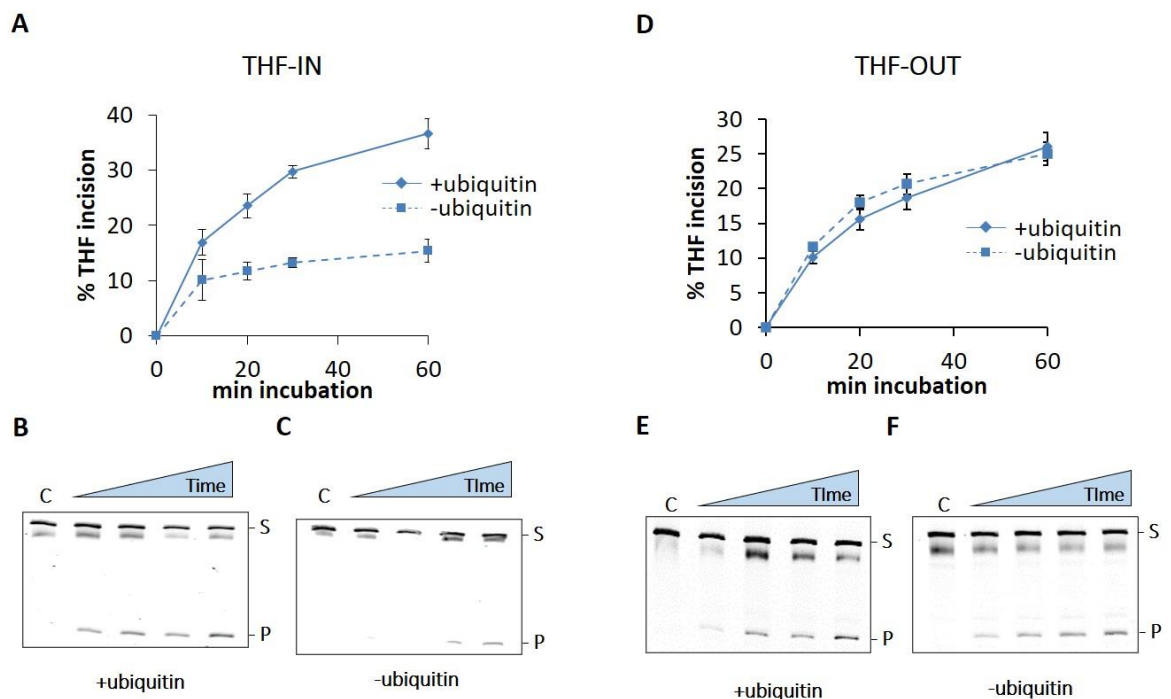 A
THF-IN
% THF incision
40
30
20
10
0
0 20 40 60
min incubation
+ubiquitin
-ubiquitin
D
THF-OUT
% THF incision
30
25
20
15
10
5
0
0 20 40 60
min incubation
+ubiquitin
-ubiquitin
B
C
Time
S
P
+ubiquitin
C
C
TIme
S
P
-ubiquitin
E
C
TIme
S
P
+ubiquitin
F
C
TIme
S
P
-ubiquitin